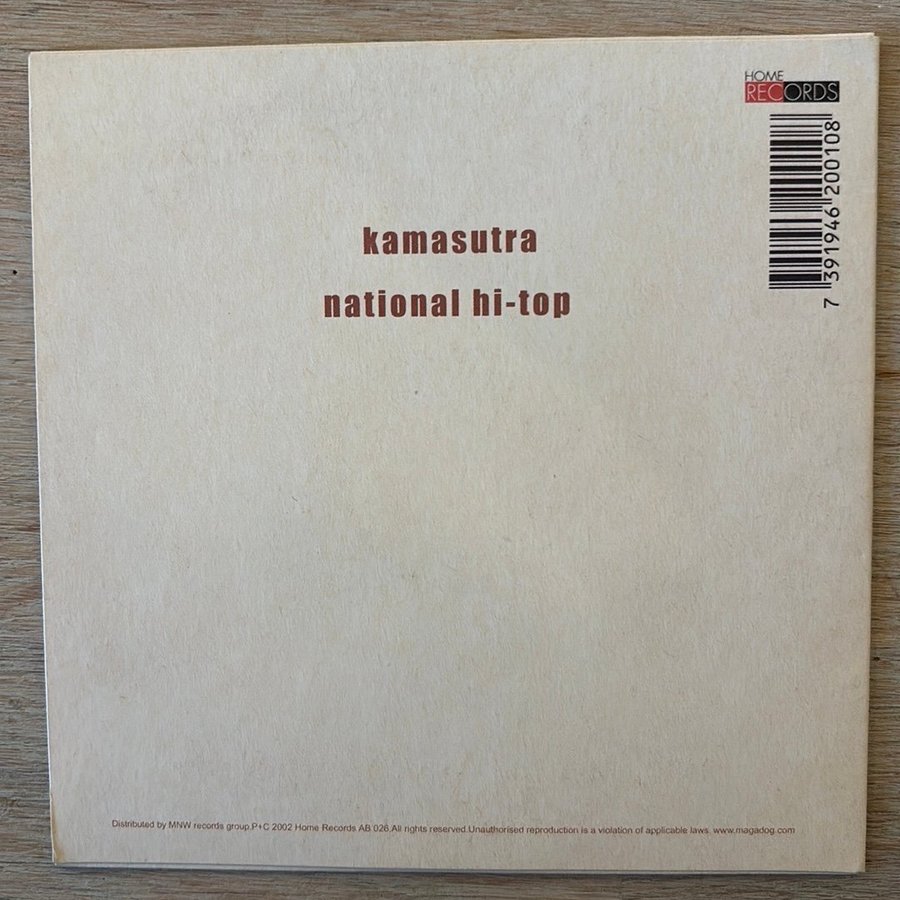 HOME
RECORDS
7 391946 200108
kamasutra
national hi-top
Distributed by MNW records group.P+C 2002 Home Records AB 026.All rights reserved.Unauthorised reproduction is a violation of applicable laws. www.magadog.com